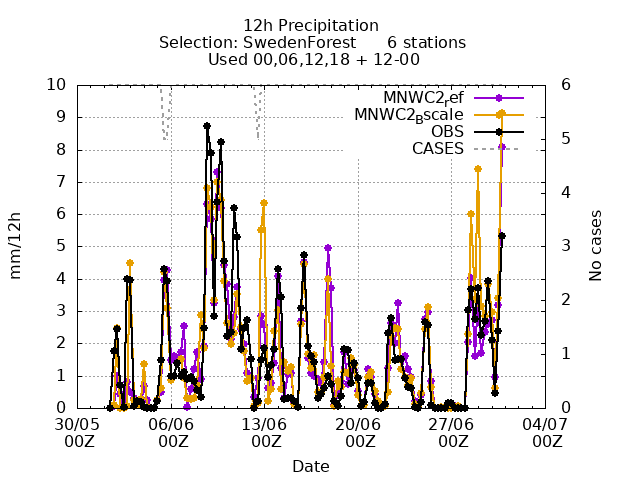 12h Precipitation
Selection: SwedenForest 6 stations
Used 00,06,12,18 + 12-00
MNWC2ref
MNWC2Bscale
OBS
CASES
10
9
8
7
6
5
4
3
2
1
0
mm/12h
6
5
4
3
2
1
0
No cases
30/05 06/06 13/06 20/06 27/06 04/07
00Z 00Z 00Z 00Z 00Z 00Z
Date